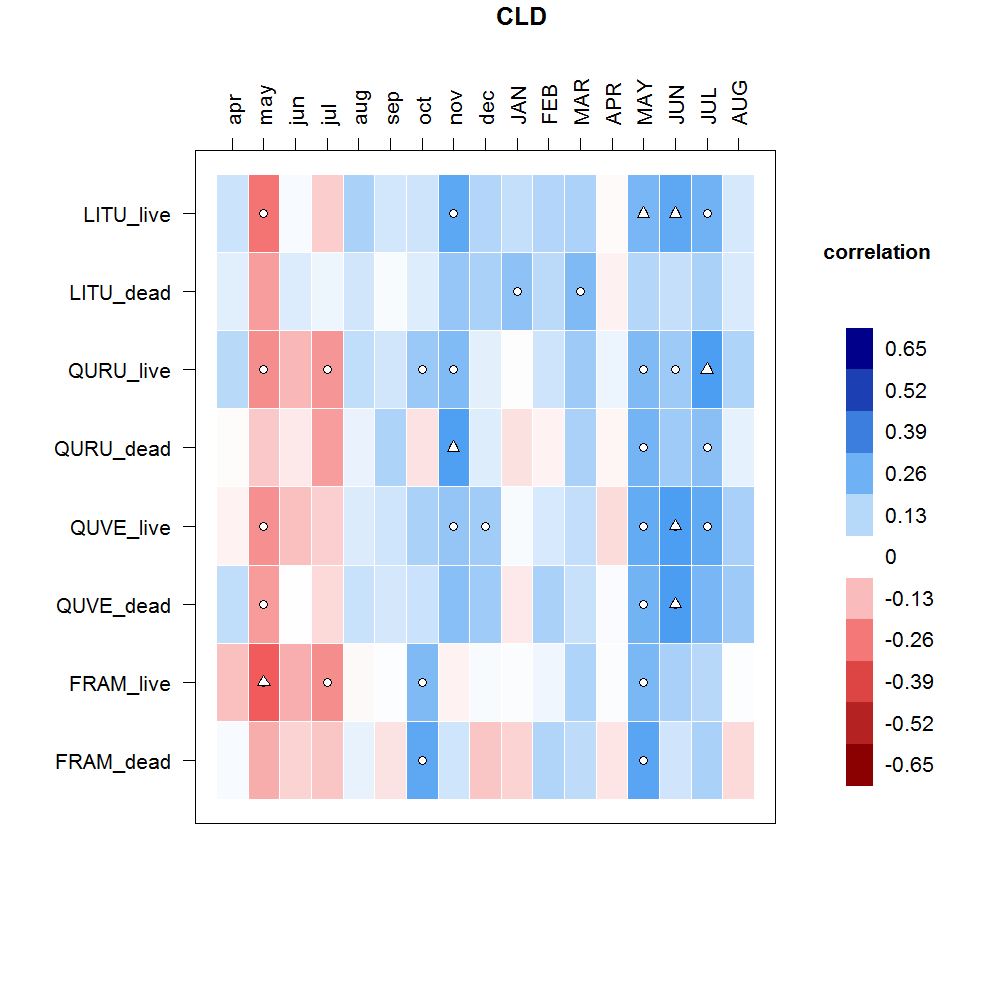 CLD
apr may jun jul aug sep oct nov dec JAN FEB MAR APR MAY JUN JUL AUG
LITU_live
LITU_dead
QURU_live
QURU_dead
QUVE_live
QUVE_dead
FRAM_live
FRAM_dead
correlation
0.65
0.52
0.39
0.26
0.13
0
-0.13
-0.26
-0.39
-0.52
-0.65